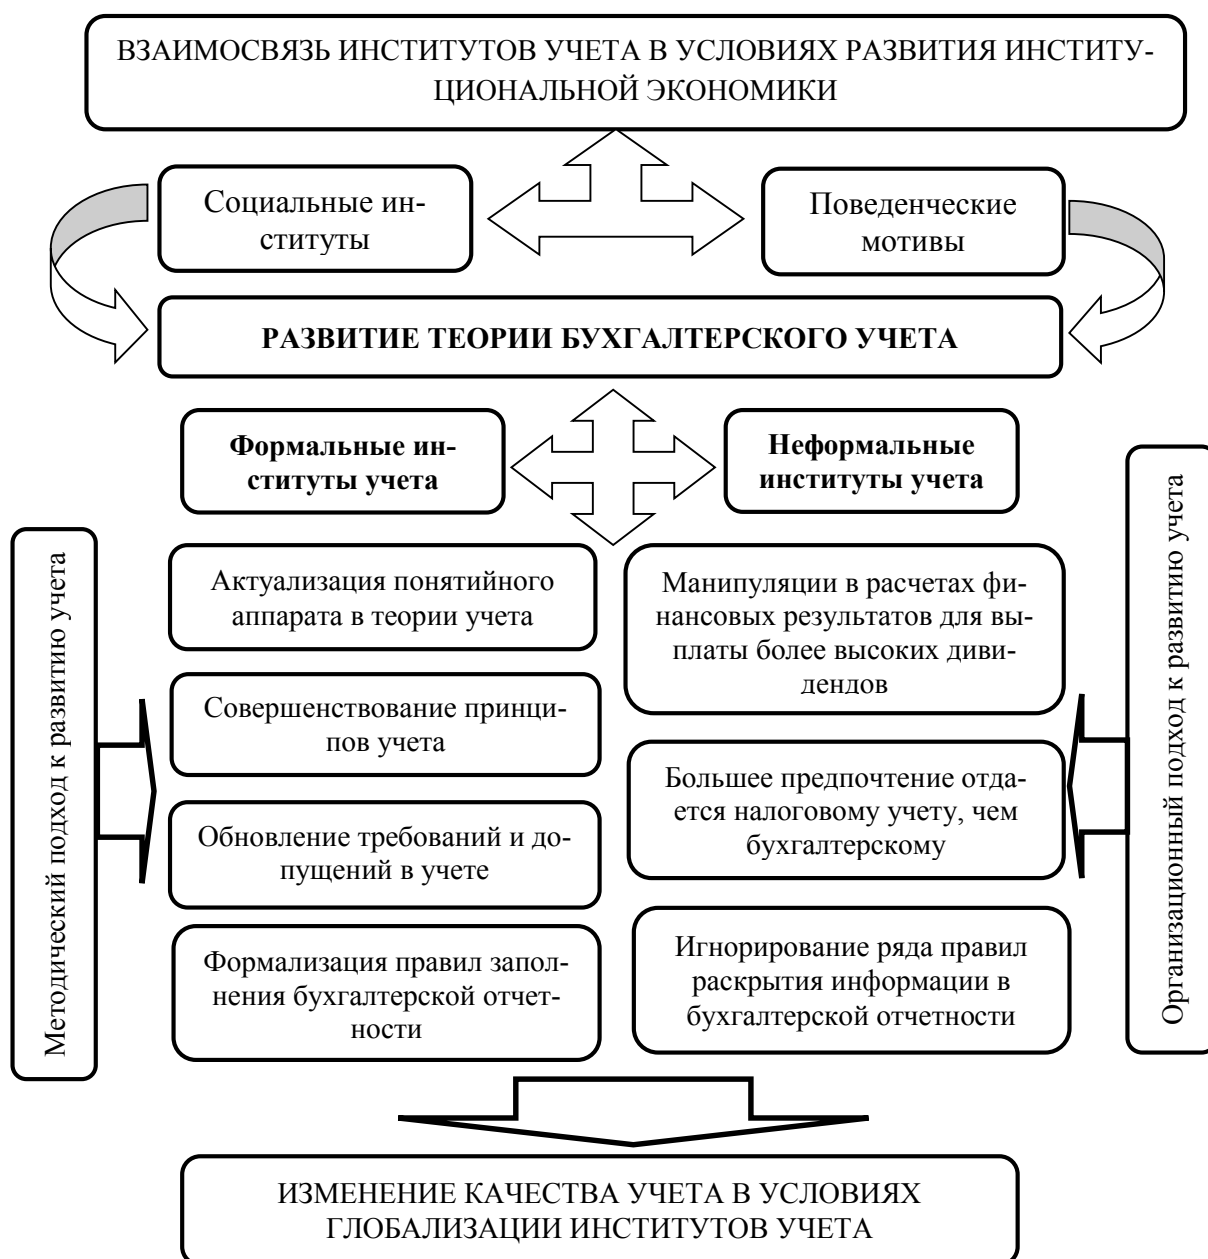 ВЗАИМОСВЯЗЬ ИНСТИТУТОВ УЧЕТА В УСЛОВИЯХ РАЗВИТИЯ ИНСТИТУ-
ЦИОНАЛЬНОЙ ЭКОНОМИКИ
Социальные ин-
ституты
Поведенческие
мотивы
РАЗВИТИЕ ТЕОРИИ БУХГАЛТЕРСКОГО УЧЕТА
Формальные ин-
ституты учета
Неформальные
институты учета
Методический подход к развитию учета
Актуализация понятийного
аппарата в теории учета
Совершенствование принци-
пов учета
Обновление требований и до-
пущений в учете
Формализация правил запол-
нения бухгалтерской отчет-
ности
Манипуляции в расчетах фи-
нансовых результатов для вы-
платы более высоких диви-
дендов
Большее предпочтение отда-
ется налоговому учету, чем
бухгалтерскому
Игнорирование ряда правил
раскрытия информации в
бухгалтерской отчетности
Организационный подход к развитию учета
ИЗМЕНЕНИЕ КАЧЕСТВА УЧЕТА В УСЛОВИЯХ
ГЛОБАЛИЗАЦИИ ИНСТИТУТОВ УЧЕТА